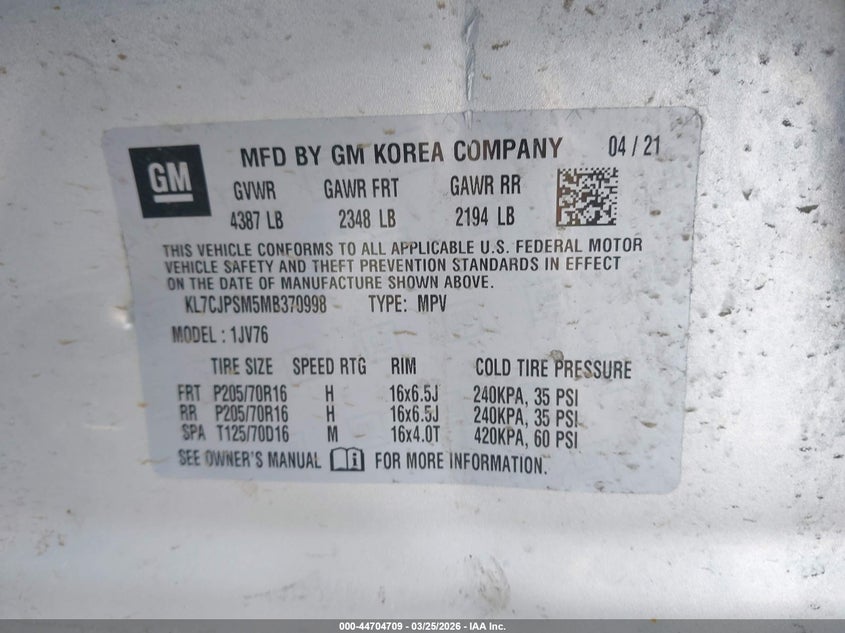 GM
MFD BY GM KOREA COMPANY 04 / 21
GVWR GAWR FRT GAWR RR
4387 LB 2348 LB 2194 LB
THIS VEHICLE CONFORMS TO ALL APPLICABLE U.S. FEDERAL MOTOR
VEHICLE SAFETY AND THEFT PREVENTION STANDARDS IN EFFECT
ON THE DATE OF MANUFACTURE SHOWN ABOVE.
KL7CJPSM5MB370998 TYPE: MPV
MODEL : 1JV76
TIRE SIZE SPEED RTG RIM COLD TIRE PRESSURE
FRT P205/70R16 H 16x6.5J 240KPA, 35 PSI
RR P205/70R16 H 16x6.5J 240KPA, 35 PSI
SPA T125/70D16 M 16x4.0T 420KPA, 60 PSI
SEE OWNER'S MANUAL i FOR MORE INFORMATION.
000-44704709 - 03/25/2026 - IAA Inc.